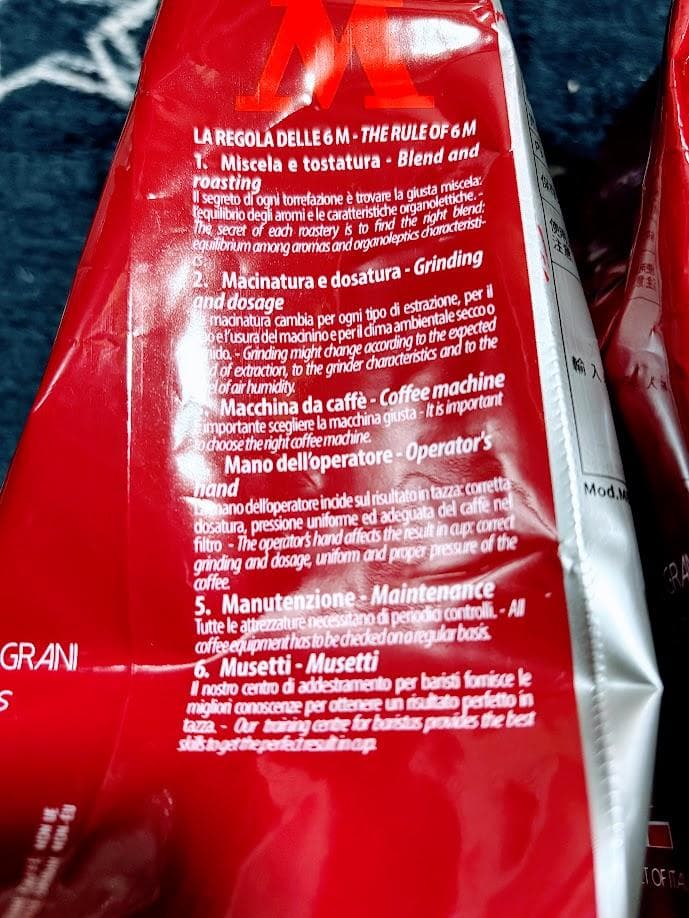 M
LA REGOLA DELLE 6 M - THE RULE OF 6 M
1. Miscela e tostatura - Blend and
roasting
Il segreto di ogni torrefazione è trovare la giusta miscela:
l'equilibrio degli aromi e le caratteristiche organolettiche. -
The secret of each roastery is to find the right blend:
equilibrium among aromas and organoleptics characteristi-
cs.
2. Macinatura e dosatura - Grinding
and dosage
macinatura cambia per ogni tipo di estrazione, per il
e l'usura del macinino e per il clima ambientale secco o
- Grinding might change according to the expected
of extraction, to the grinder characteristics and to the
of air humidity.
Macchina da caffè - Coffee machine
importante scegliere la macchina giusta - It is important
to choose the right coffee machine.
Mano dell'operatore - Operator's
hand
mano dell'operatore incide sul risultato in tazza: corretta
dosatura, pressione uniforme ed adeguata del caffè nel
filtro - The operator's hand affects the result in cup: correct
grinding and dosage, uniform and proper pressure of the
coffee.
5. Manutenzione - Maintenance
Tutte le attrezzature necessitano di periodici controlli. - All
coffee equipment has to be checked on a regular basis.
6. Musetti - Musetti
Il nostro centro di addestramento per baristi fornisce le
migliori conoscenze per ottenere un risultato perfetto in
tazza. - Our training centre for baristas provides the best
skills to get the perfect result in cup.
GRANI
S
輸入
Mod.